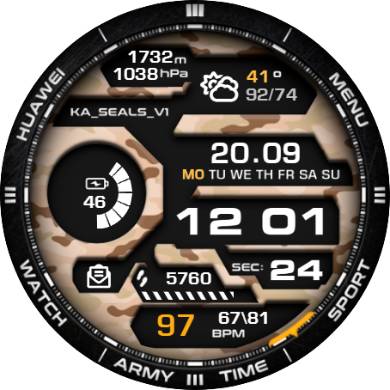 1732m
1038hPa
41°
92/74
HUAWEI
MENU
KA_SEALS_V1
20.09
MO TU WE TH FR SA SU
46
12 01
SEC: 24
5760
97
67\81
BPM
WATCH
ARMY
TIME
SPORT